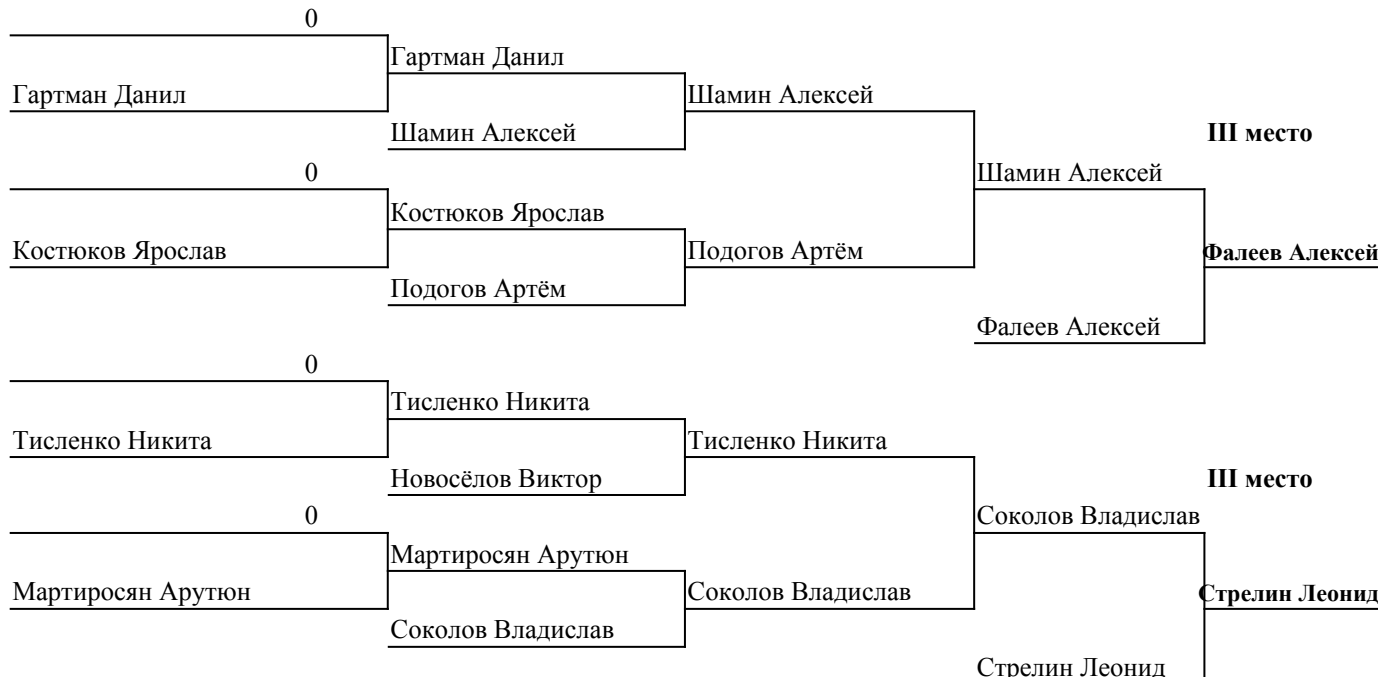 0
Гартман Данил
Гартман Данил
Шамин Алексей
Шамин Алексей
III место
0
Шамин Алексей
Костюков Ярослав
Костюков Ярослав
Подогов Артём
Фалеев Алексей
Подогов Артём
Фалеев Алексей
0
Тисленко Никита
Тисленко Никита
Тисленко Никита
Новосёлов Виктор
III место
0
Соколов Владислав
Мартиросян Арутюн
Мартиросян Арутюн
Соколов Владислав
Стрелин Леонид
Соколов Владислав
Стрелин Леонид